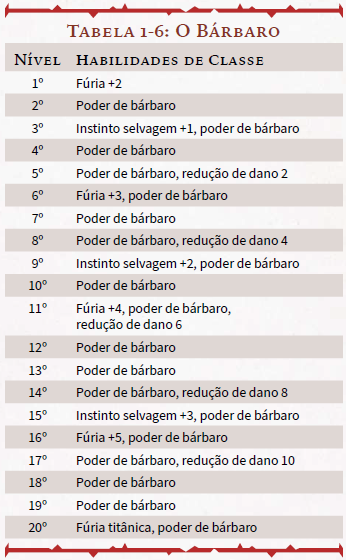 Tabela 1-6: O Bárbaro
Nível Habilidades de Classe
1º Fúria +2
2º Poder de bárbaro
3º Instinto selvagem +1, poder de bárbaro
4º Poder de bárbaro
5º Poder de bárbaro, redução de dano 2
6º Fúria +3, poder de bárbaro
7º Poder de bárbaro
8º Poder de bárbaro, redução de dano 4
9º Instinto selvagem +2, poder de bárbaro
10º Poder de bárbaro
11º Fúria +4, poder de bárbaro,
redução de dano 6
12º Poder de bárbaro
13º Poder de bárbaro
14º Poder de bárbaro, redução de dano 8
15º Instinto selvagem +3, poder de bárbaro
16º Fúria +5, poder de bárbaro
17º Poder de bárbaro, redução de dano 10
18º Poder de bárbaro
19º Poder de bárbaro
20º Fúria titânica, poder de bárbaro